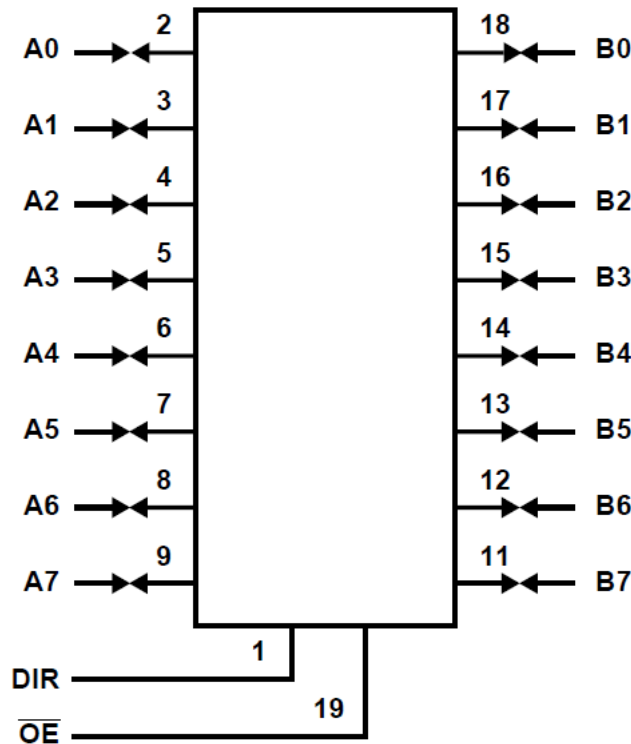 A0 2 18 B0
A1 3 17 B1
A2 4 16 B2
A3 5 15 B3
A4 6 14 B4
A5 7 13 B5
A6 8 12 B6
A7 9 11 B7
DIR 1
O̅E̅ 19